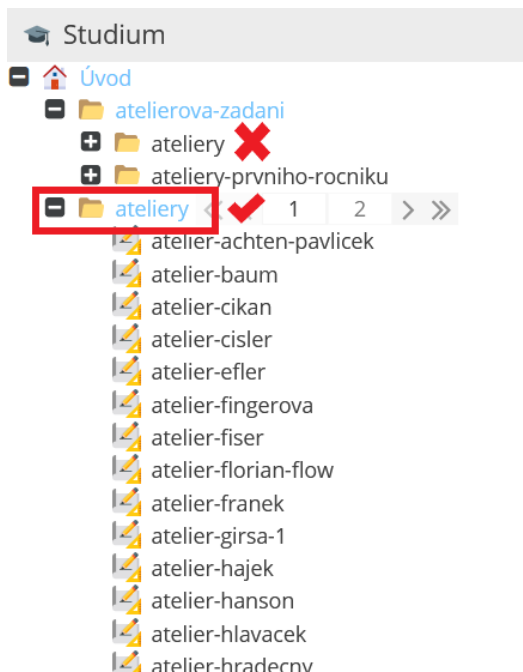 Studium
Úvod
atelierova-zadani
ateliery
ateliery-prvniho-rocniku
ateliery 1 2
atelier-achten-pavlicek
atelier-baum
atelier-cikan
atelier-cisler
atelier-efler
atelier-fingerova
atelier-fiser
atelier-florian-flow
atelier-franek
atelier-girsa-1
atelier-hajek
atelier-hanson
atelier-hlavacek
atelier-hradecny